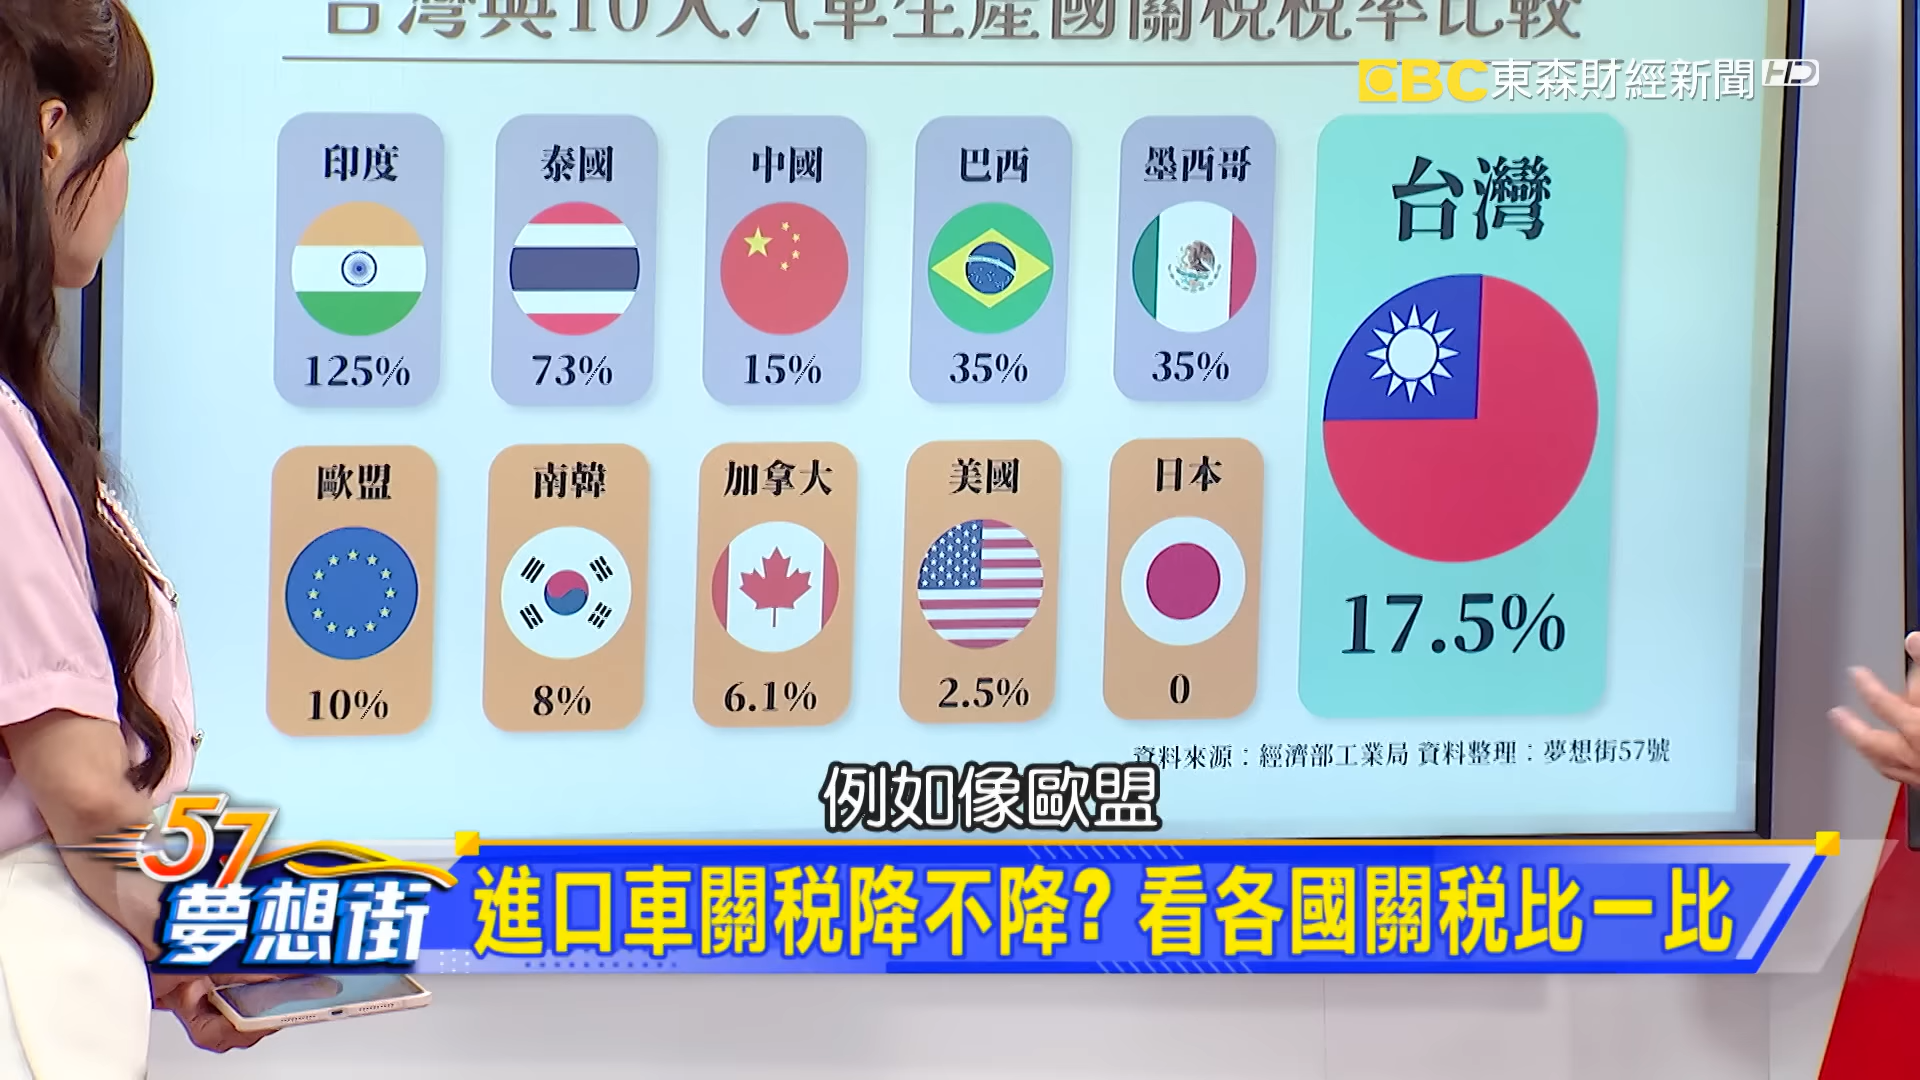 台灣與10大汽車生產國關稅稅率比較
EBC東森財經新聞HD
印度
125%
泰國
73%
中國
15%
巴西
35%
墨西哥
35%
台灣
17.5%
歐盟
10%
南韓
8%
加拿大
6.1%
美國
2.5%
日本
0
資料來源：經濟部工業局 資料整理：夢想街57號
例如像歐盟
57
夢想街
進口車關稅降不降? 看各國關稅比一比